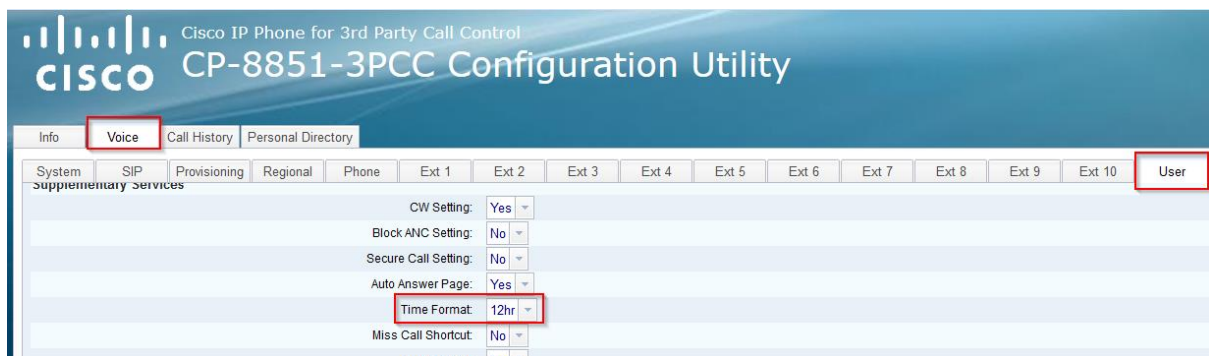 Cisco IP Phone for 3rd Party Call Control
CISCO CP-8851-3PCC Configuration Utility
Info Voice Call History Personal Directory
System SIP Provisioning Regional Phone Ext 1 Ext 2 Ext 3 Ext 4 Ext 5 Ext 6 Ext 7 Ext 8 Ext 9 Ext 10 User
Supplementary Services
CW Setting: Yes
Block ANC Setting: No
Secure Call Setting: No
Auto Answer Page: Yes
Time Format: 12hr
Miss Call Shortcut: No